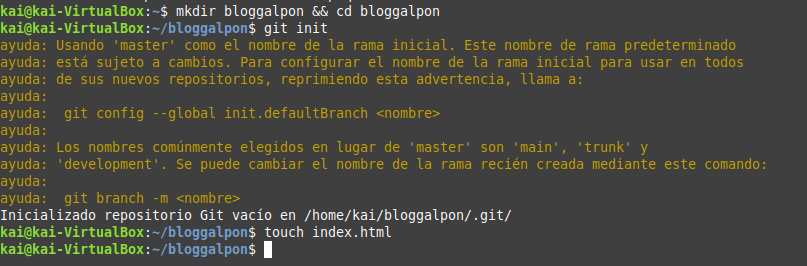 kai@kai-VirtualBox:~$ mkdir bloggalpon && cd bloggalpon
kai@kai-VirtualBox:~/bloggalpon$ git init
ayuda: Usando 'master' como el nombre de la rama inicial. Este nombre de rama predeterminado
ayuda: está sujeto a cambios. Para configurar el nombre de la rama inicial para usar en todos
ayuda: de sus nuevos repositorios, reprimiendo esta advertencia, llama a:
ayuda:
ayuda:  git config --global init.defaultBranch <nombre>
ayuda:
ayuda: Los nombres comúnmente elegidos en lugar de 'master' son 'main', 'trunk' y
ayuda: 'development'. Se puede cambiar el nombre de la rama recién creada mediante este comando:
ayuda:
ayuda:  git branch -m <nombre>
Inicializado repositorio Git vacío en /home/kai/bloggalpon/.git/
kai@kai-VirtualBox:~/bloggalpon$ touch index.html
kai@kai-VirtualBox:~/bloggalpon$